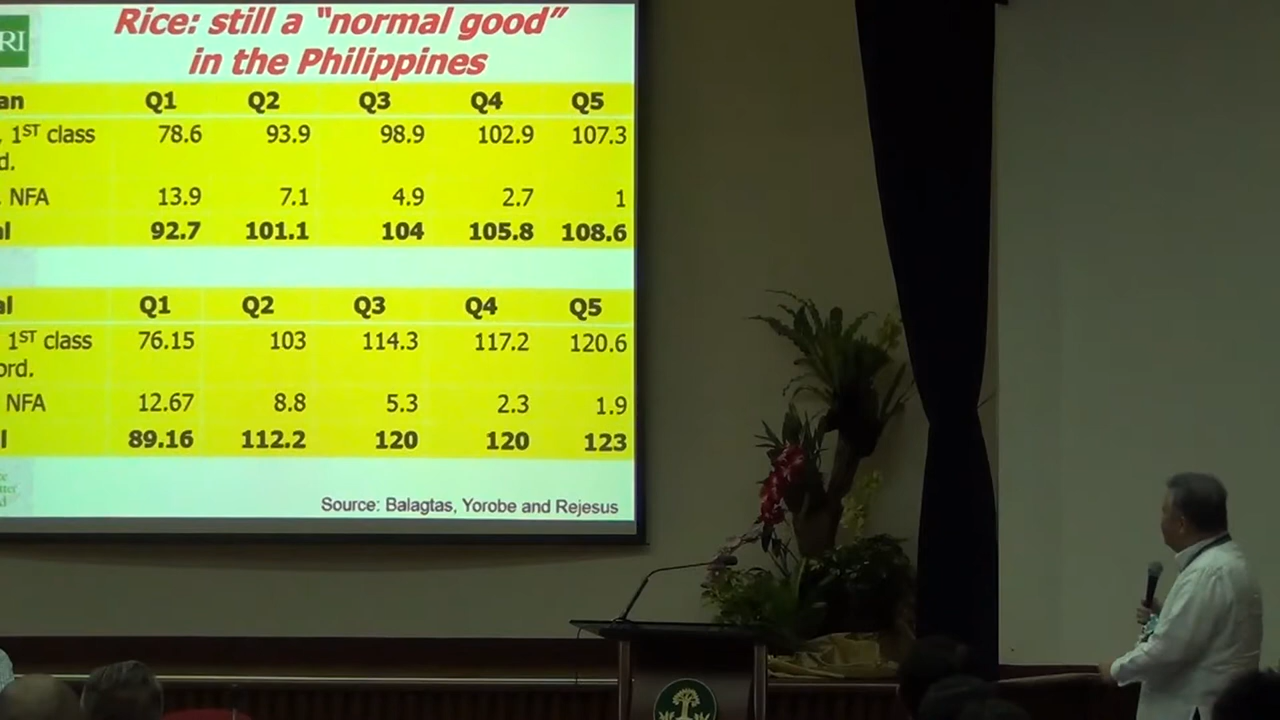 Rice: still a “normal good”
in the Philippines
RI
an Q1 Q2 Q3 Q4 Q5
, 1ST class 78.6 93.9 98.9 102.9 107.3
d.
. NFA 13.9 7.1 4.9 2.7 1
l 92.7 101.1 104 105.8 108.6
al Q1 Q2 Q3 Q4 Q5
1ST class 76.15 103 114.3 117.2 120.6
ord.
NFA 12.67 8.8 5.3 2.3 1.9
l 89.16 112.2 120 120 123
Source: Balagtas, Yorobe and Rejesus